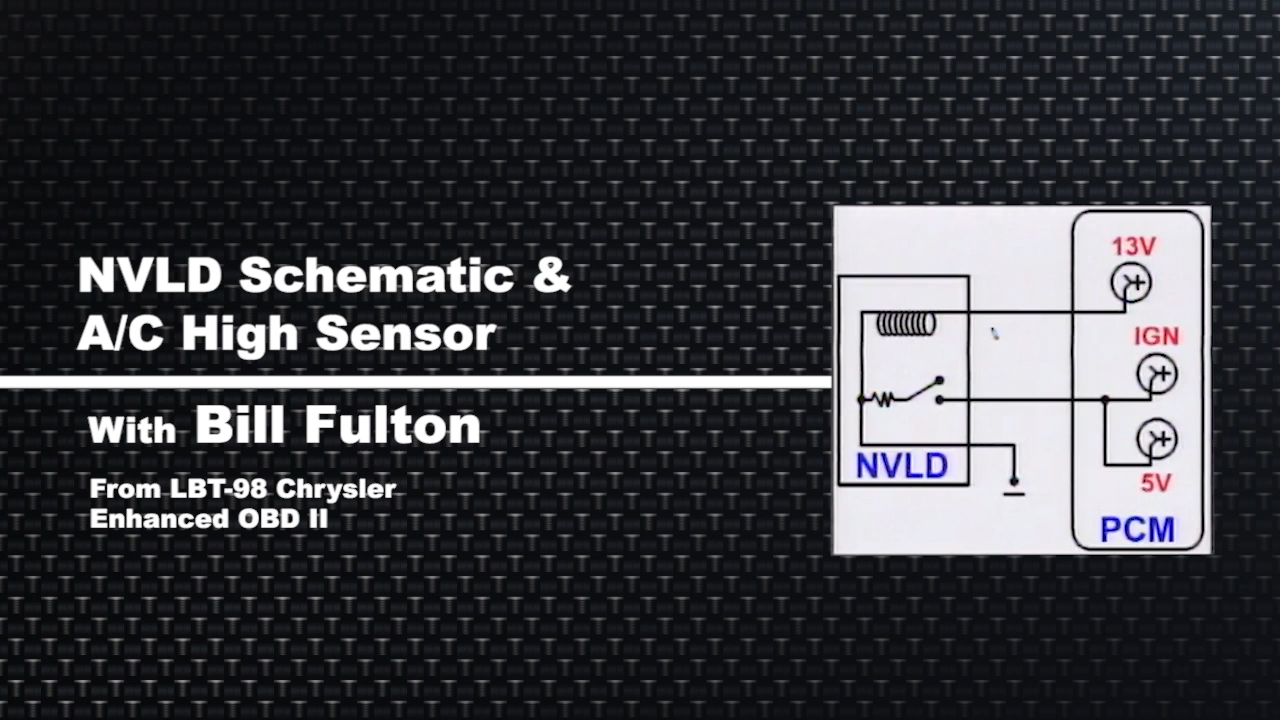 NVLD Schematic &
A/C High Sensor
With Bill Fulton
From LBT-98 Chrysler
Enhanced OBD II
13V
IGN
NVLD
5V
PCM